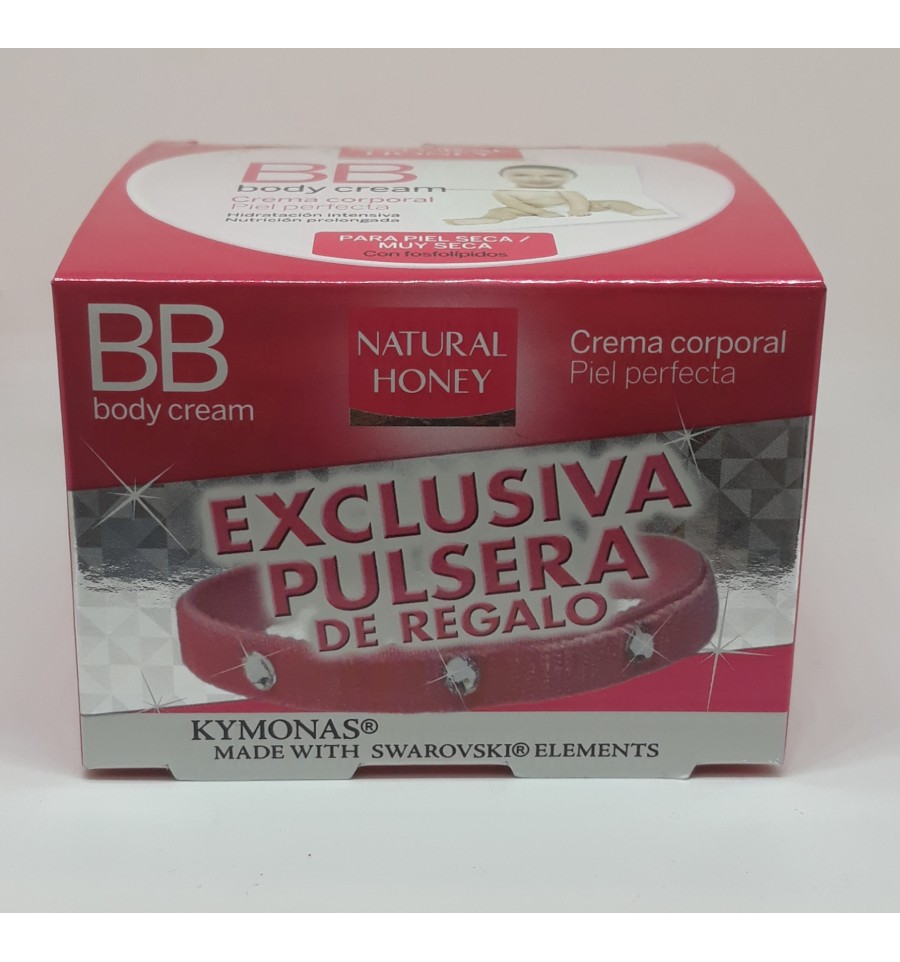 HONEY
BB
body cream
Crema corporal
Piel perfecta
Hidratación intensiva
Nutrición prolongada
PARA PIEL SECA /
MUY SECA
Con fosfolípidos
BB
body cream
NATURAL
HONEY
Crema corporal
Piel perfecta
EXCLUSIVA
PULSERA
DE REGALO
KYMONAS®
MADE WITH SWAROVSKI® ELEMENTS